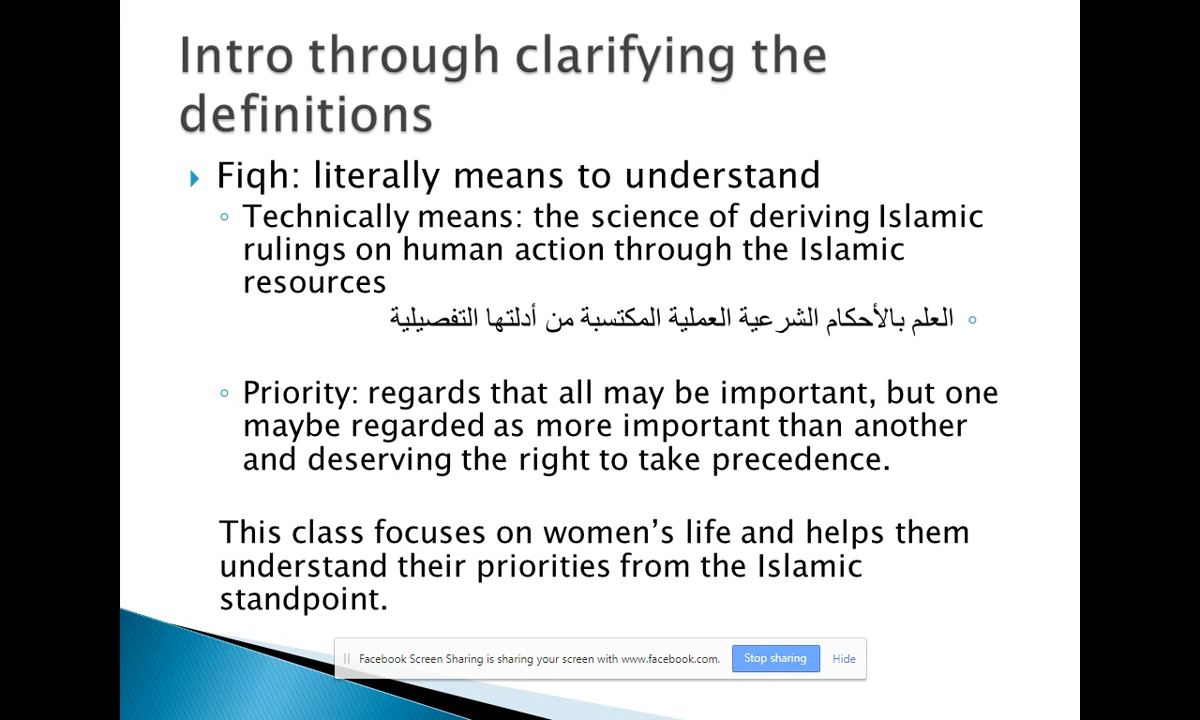 Intro through clarifying the
definitions
Fiqh: literally means to understand
Technically means: the science of deriving Islamic
rulings on human action through the Islamic
resources
العلم بالأحكام الشرعية العملية المكتسبة من أدلتها التفصيلية
Priority: regards that all may be important, but one
maybe regarded as more important than another
and deserving the right to take precedence.
This class focuses on women’s life and helps them
understand their priorities from the Islamic
standpoint.
Facebook Screen Sharing is sharing your screen with www.facebook.com. Stop sharing Hide